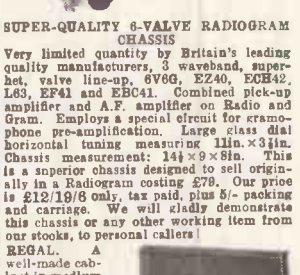 SUPER-QUALITY 6-VALVE RADIOGRAM
CHASSIS
Very limited quantity by Britain's leading
quality manufacturers, 3 waveband, super-
het, valve line-up, 6V6G, EZ40, ECH42,
L63, EF41 and EBC41. Combined pick-up
amplifier and A.F. amplifier on Radio and
Gram. Employs a special circuit for gramo-
phone pre-amplification. Large glass dial
horizontal tuning measuring 11in. x 3¼in.
Chassis measurement: 14½ x 9 x 8in. This
is a snperior chassis designed to sell origin-
ally in a Radiogram costing £78. Our price
is £12/19/6 only, tax paid, plus 5/- packing
and carriage. We will gladly demonstrate
this chassis or any other working item from
our stooks, to personal callers!
REGAL. A
well-made cab-